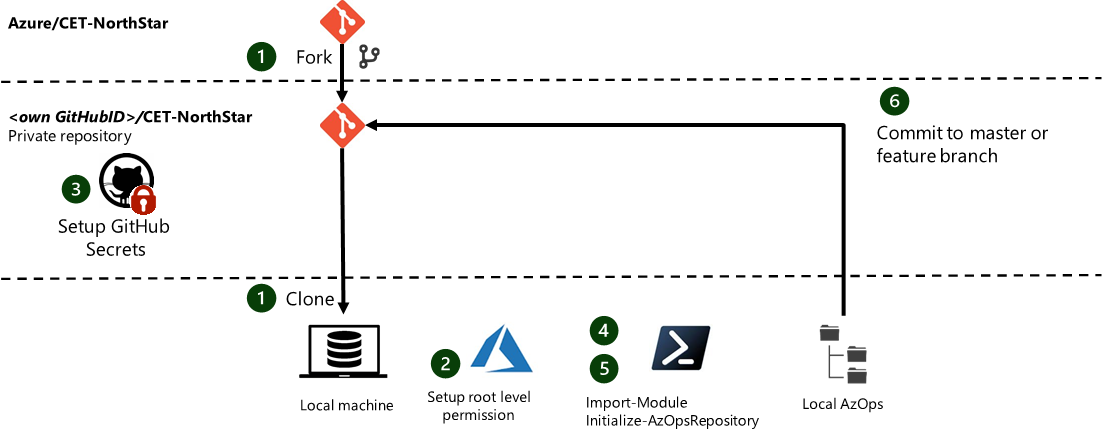 Azure/CET-NorthStar
1
Fork
<own GitHubID>/CET-NorthStar
Private repository
3
Setup GitHub
Secrets
6
Commit to master or
feature branch
1
Clone
Local machine
2
Setup root level
permission
4
5
Import-Module
Initialize-AzOpsRepository
Local AzOps